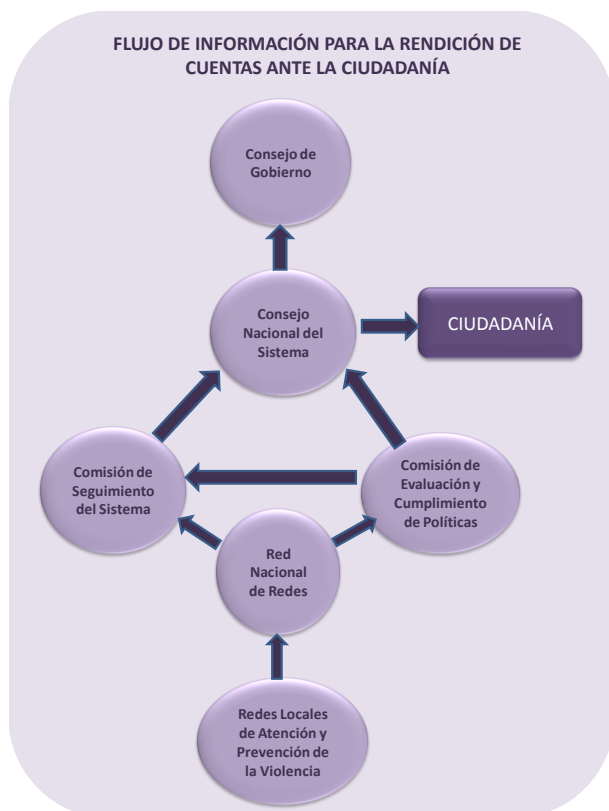 FLUJO DE INFORMACIÓN PARA LA RENDICIÓN DE
CUENTAS ANTE LA CIUDADANÍA
Consejo de
Gobierno
Consejo
Nacional del
Sistema
CIUDADANÍA
Comisión de
Seguimiento
del Sistema
Comisión de
Evaluación y
Cumplimiento
de Políticas
Red
Nacional
de Redes
Redes Locales
de Atención y
Prevención de
la Violencia